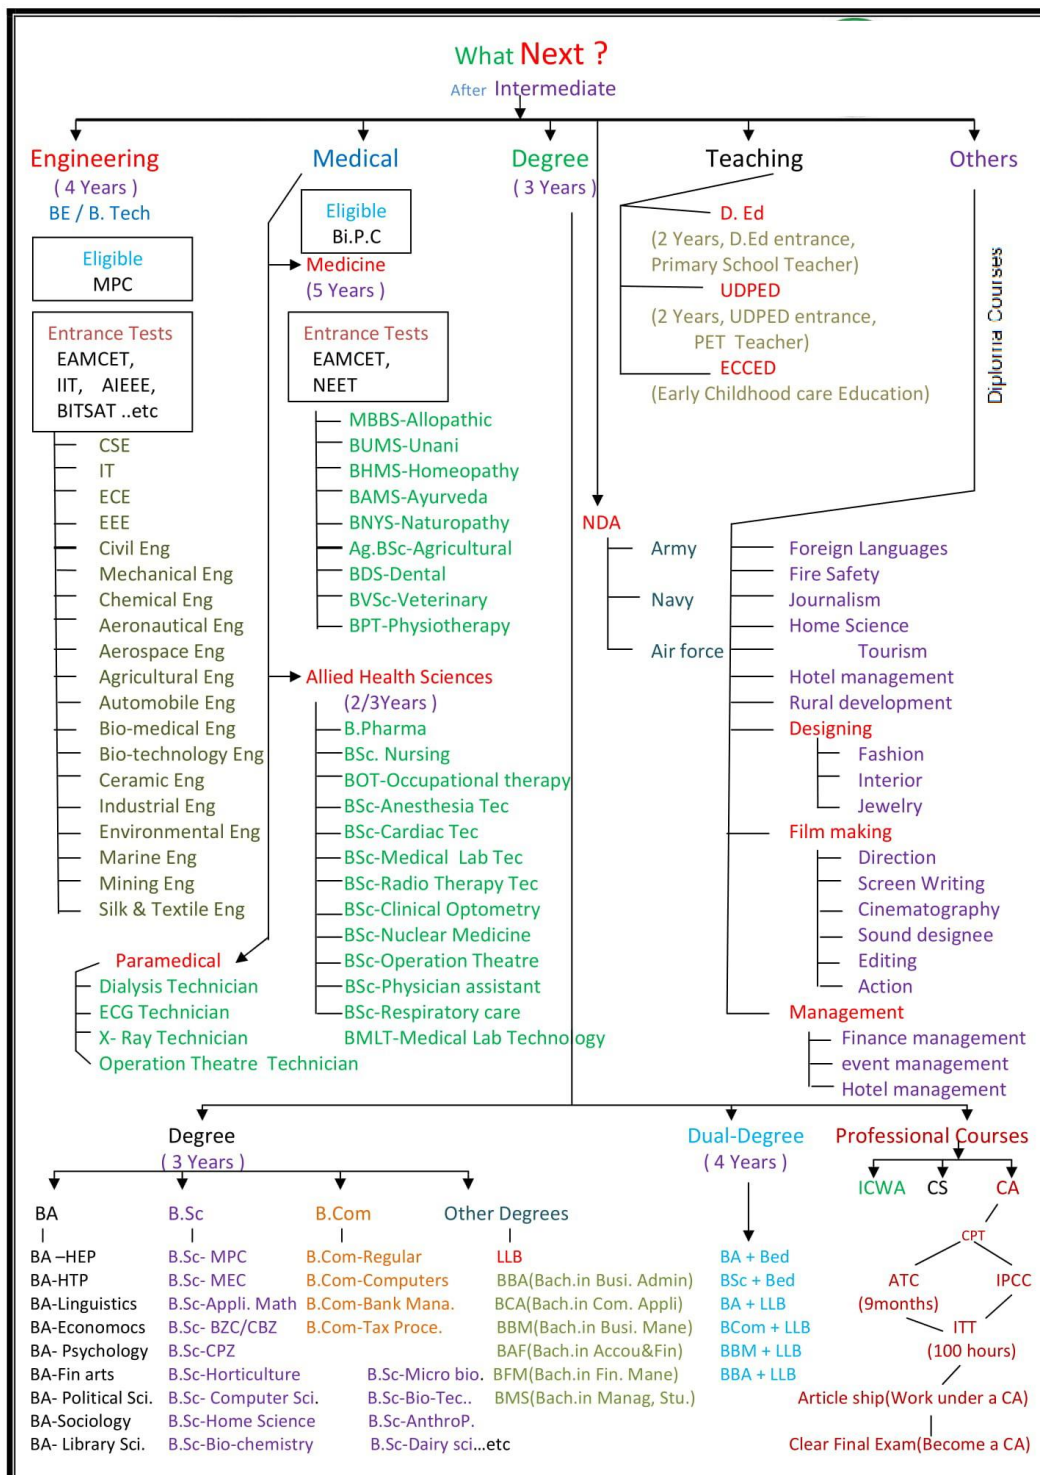 What Next ?
After Intermediate
Engineering
( 4 Years )
BE / B. Tech
Eligible
MPC
Entrance Tests
EAMCET,
IIT, AIEEE,
BITSAT ..etc
CSE
IT
ECE
EEE
Civil Eng
Mechanical Eng
Chemical Eng
Aeronautical Eng
Aerospace Eng
Agricultural Eng
Automobile Eng
Bio-medical Eng
Bio-technology Eng
Ceramic Eng
Industrial Eng
Environmental Eng
Marine Eng
Mining Eng
Silk & Textile Eng
Medical
Eligible
Bi.P.C
Medicine
(5 Years )
Entrance Tests
EAMCET,
NEET
MBBS-Allopathic
BUMS-Unani
BHMS-Homeopathy
BAMS-Ayurveda
BNYS-Naturopathy
Ag.BSc-Agricultural
BDS-Dental
BVSc-Veterinary
BPT-Physiotherapy
Allied Health Sciences
(2/3Years )
B.Pharma
BSc. Nursing
BOT-Occupational therapy
BSc-Anesthesia Tec
BSc-Cardiac Tec
BSc-Medical Lab Tec
BSc-Radio Therapy Tec
BSc-Clinical Optometry
BSc-Nuclear Medicine
BSc-Operation Theatre
BSc-Physician assistant
BSc-Respiratory care
BMLT-Medical Lab Technology
Paramedical
Dialysis Technician
ECG Technician
X- Ray Technician
Operation Theatre Technician
Degree
( 3 Years )
NDA
Army
Navy
Air force
Teaching
D. Ed
(2 Years, D.Ed entrance,
Primary School Teacher)
UDPED
(2 Years, UDPED entrance,
PET Teacher)
ECCED
(Early Childhood care Education)
Others
Diploma Courses
Foreign Languages
Fire Safety
Journalism
Home Science
Tourism
Hotel management
Rural development
Designing
Fashion
Interior
Jewelry
Film making
Direction
Screen Writing
Cinematography
Sound designee
Editing
Action
Management
Finance management
event management
Hotel management
Degree
( 3 Years )
BA
BA –HEP
BA-HTP
BA-Linguistics
BA-Economocs
BA- Psychology
BA-Fin arts
BA- Political Sci.
BA-Sociology
BA- Library Sci.
B.Sc
B.Sc- MPC
B.Sc- MEC
B.Sc-Appli. Math
B.Sc- BZC/CBZ
B.Sc-CPZ
B.Sc-Horticulture
B.Sc- Computer Sci.
B.Sc-Home Science
B.Sc-Bio-chemistry
B.Sc-Micro bio.
B.Sc-Bio-Tec..
B.Sc-AnthroP.
B.Sc-Dairy sci...etc
B.Com
B.Com-Regular
B.Com-Computers
B.Com-Bank Mana.
B.Com-Tax Proce.
Other Degrees
LLB
BBA(Bach.in Busi. Admin)
BCA(Bach.in Com. Appli)
BBM(Bach.in Busi. Mane)
BAF(Bach.in Accou&Fin)
BFM(Bach.in Fin. Mane)
BMS(Bach.in Manag, Stu.)
Dual-Degree
( 4 Years )
BA + Bed
BSc + Bed
BA + LLB
BCom + LLB
BBM + LLB
BBA + LLB
Professional Courses
ICWA CS CA
CPT
ATC IPCC
(9months)
ITT
(100 hours)
Article ship(Work under a CA)
Clear Final Exam(Become a CA)